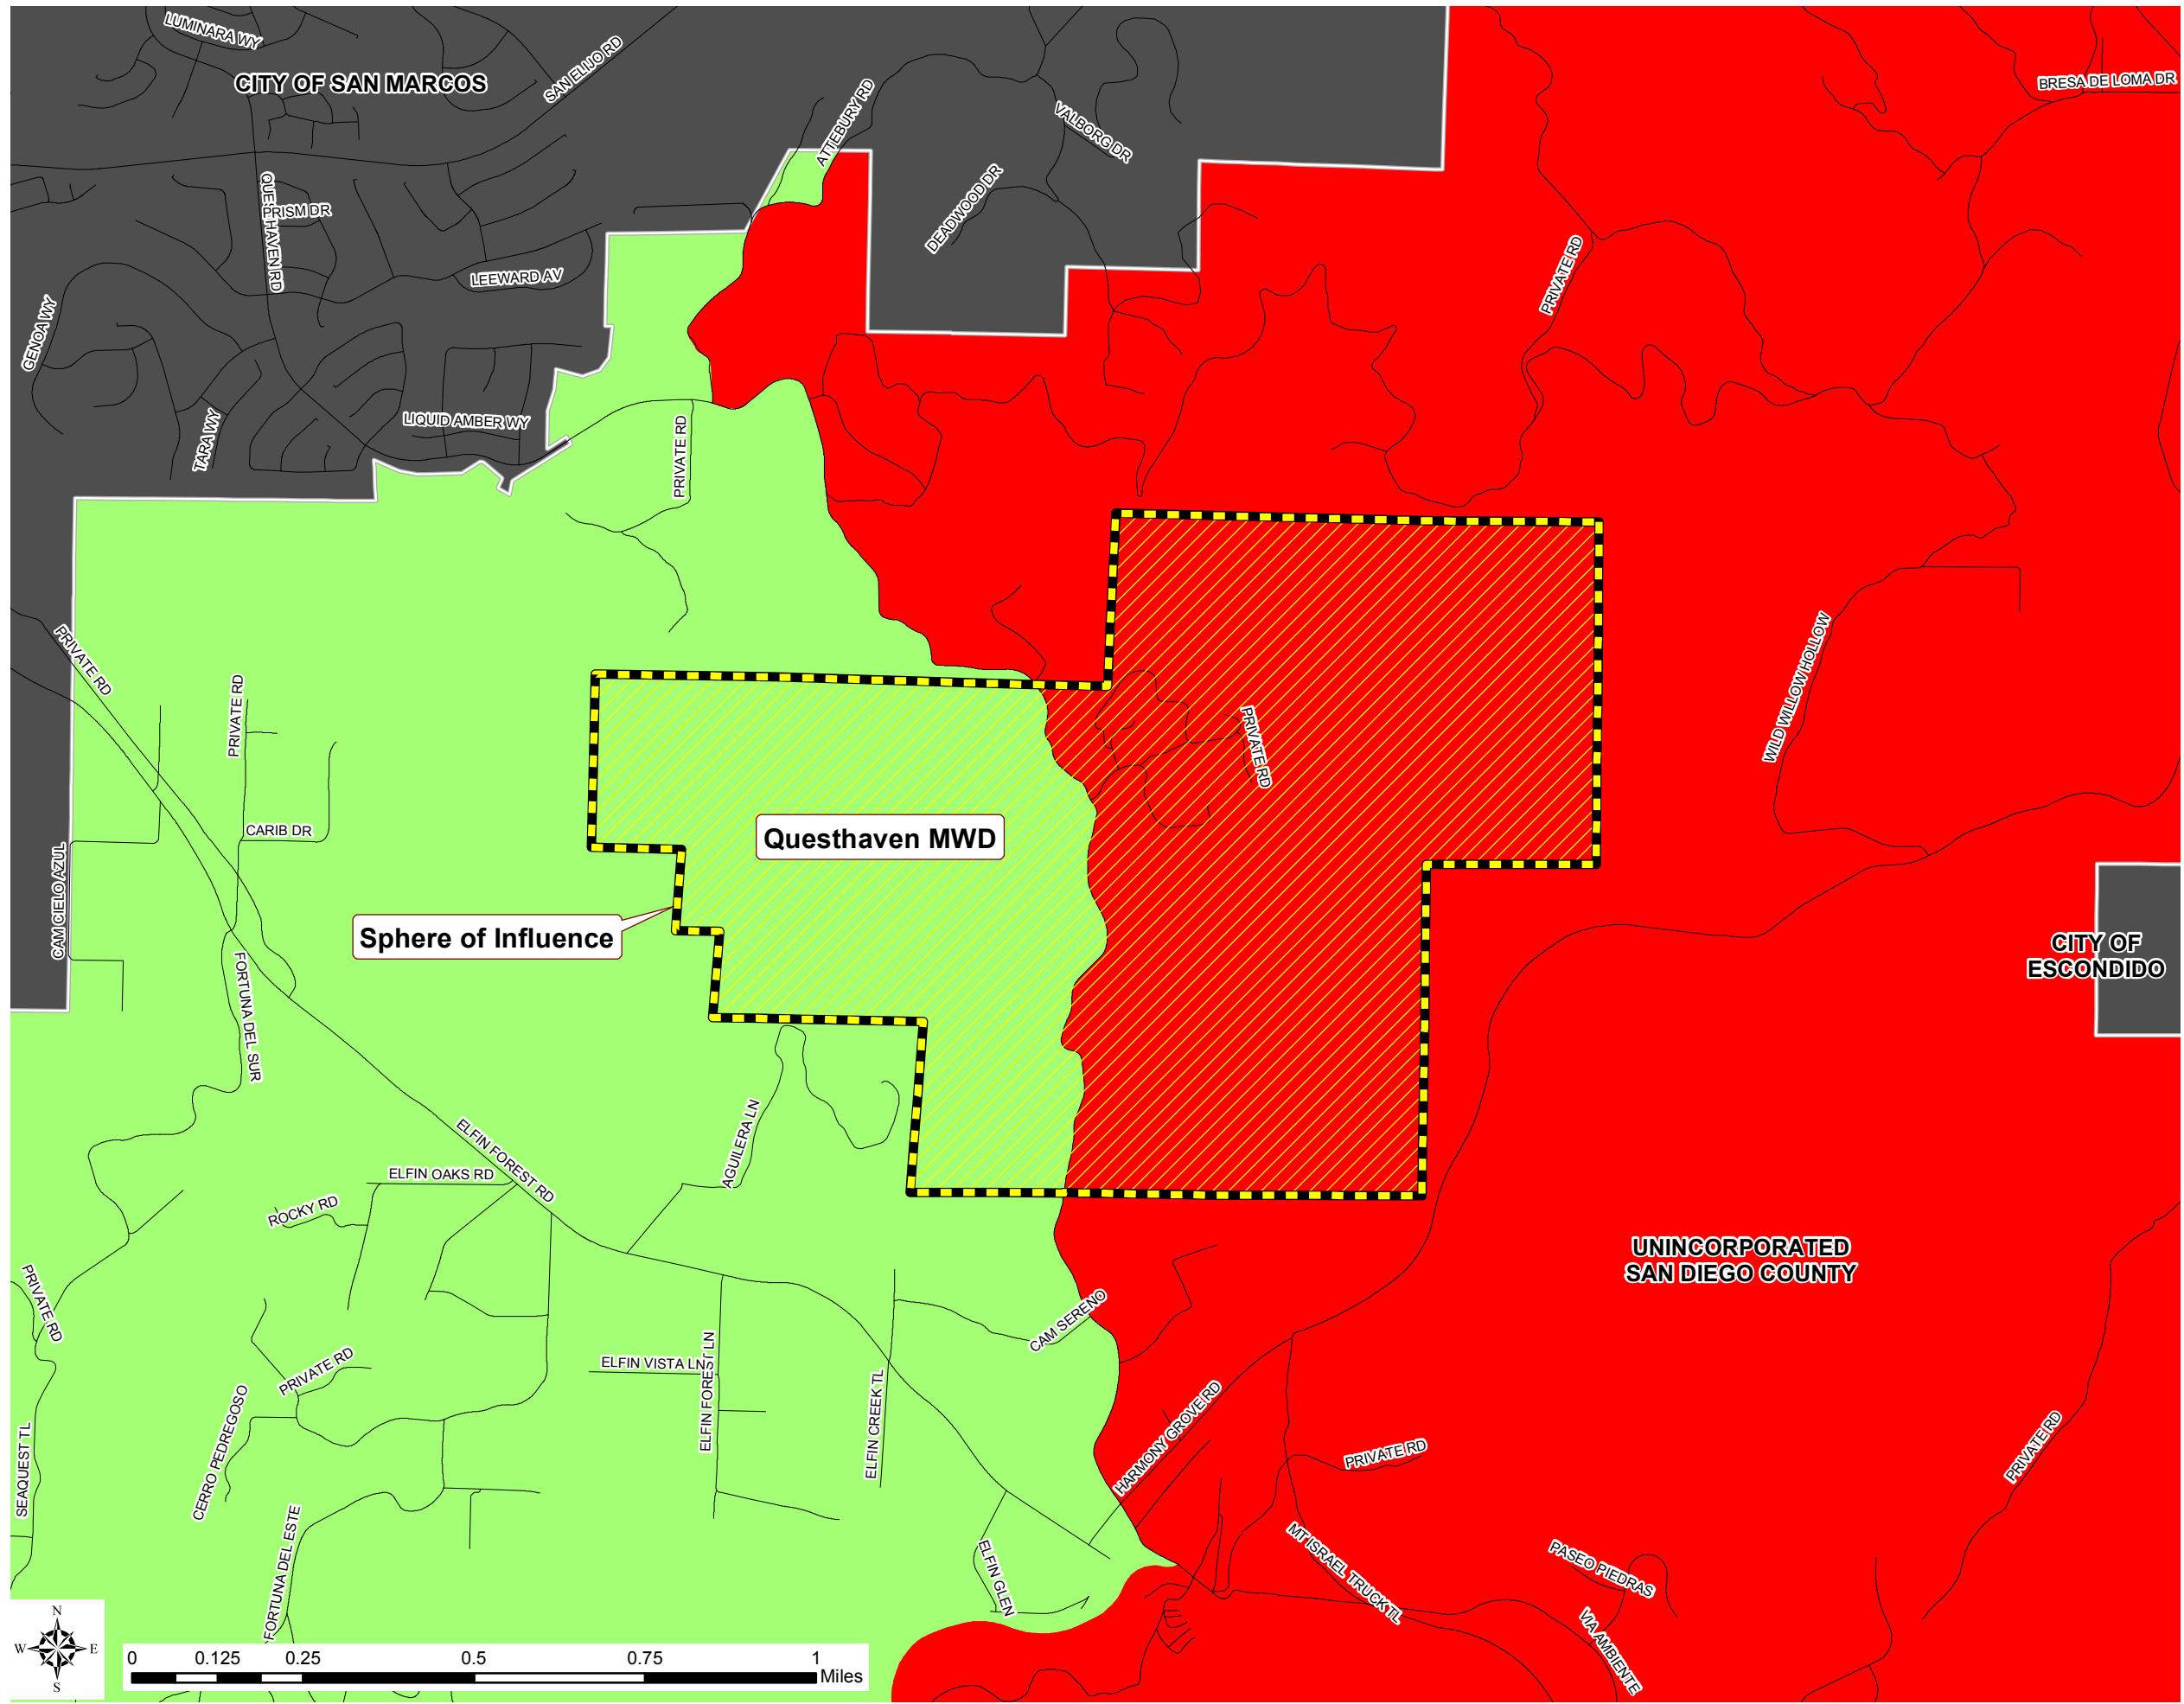 LUMINARA WY
CITY OF SAN MARCOS
SAN ELIJO RD
ATTEBURY RD
VALBORG DR
BRESA DE LOMA DR
QUESTHAVEN RD
PRISM DR
DEADWOOD DR
LEEWARD AV
PRIVATE RD
GENOA WY
TARA WY
LIQUID AMBER WY
PRIVATE RD
PRIVATE RD
PRIVATE RD
WILD WILLOW HOLLOW
PRIVATE RD
CARIB DR
Questhaven MWD
CAM CIELO AZUL
Sphere of Influence
CITY OF
ESCONDIDO
FORTUNA DEL SUR
ELFIN FOREST RD
AGUILERA LN
ELFIN OAKS RD
ROCKY RD
UNINCORPORATED
SAN DIEGO COUNTY
PRIVATE RD
CAM SERENO
PRIVATE RD
ELFIN VISTA LN
ELFIN FOREST LN
ELFIN CREEK TL
CERRO PEDREGOSO
SEAQUEST TL
HARMONY GROVE RD
PRIVATE RD
PRIVATE RD
FORTUNA DEL ESTE
ELFIN GLEN
MT ISRAEL TRUCK TL
PASEO PIEDRAS
VIA AMBIENTE
N
W E
S
0 0.125 0.25 0.5 0.75 1
Miles